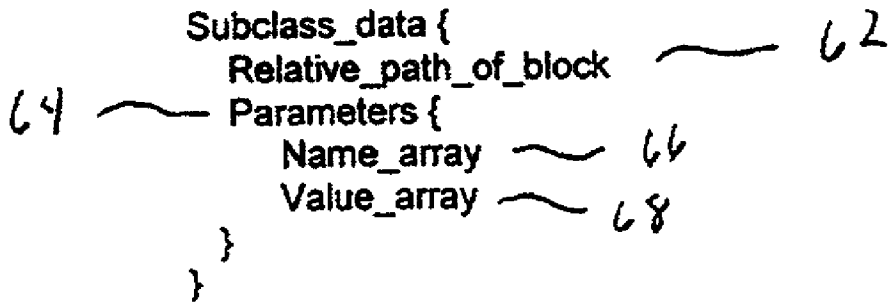 Subclass_data {
Relative_path_of_block 62
64 Parameters {
Name_array 66
Value_array 68
}
}